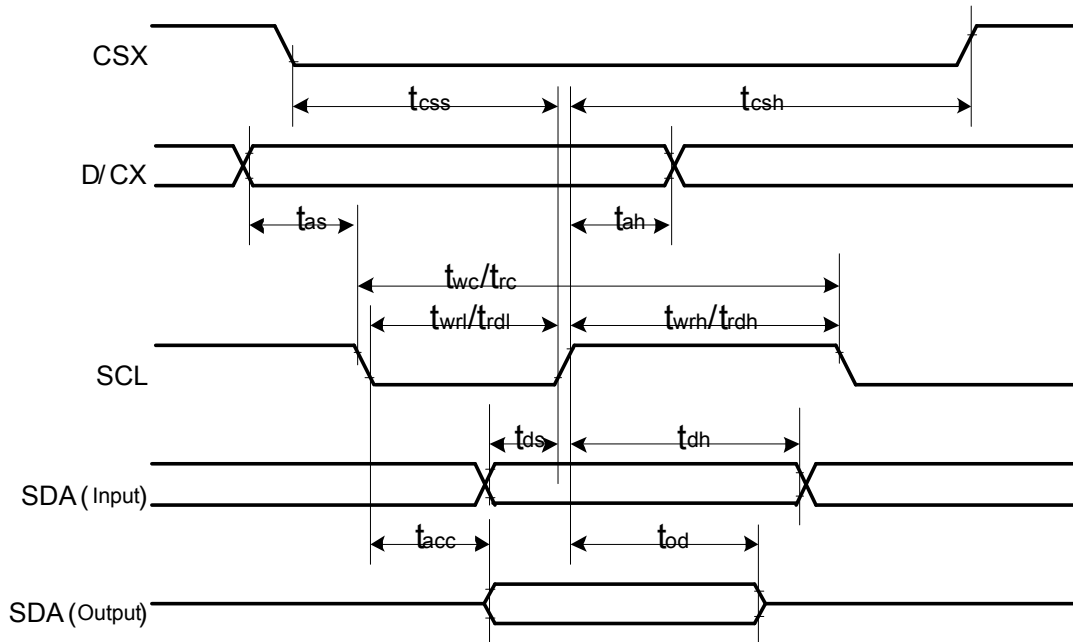 CSX
tcss
tcsh
D/CX
tas
tah
twc/trc
twrl/trdl
twrh/trdh
SCL
tds
tdh
SDA (Input)
tacc
tod
SDA (Output)